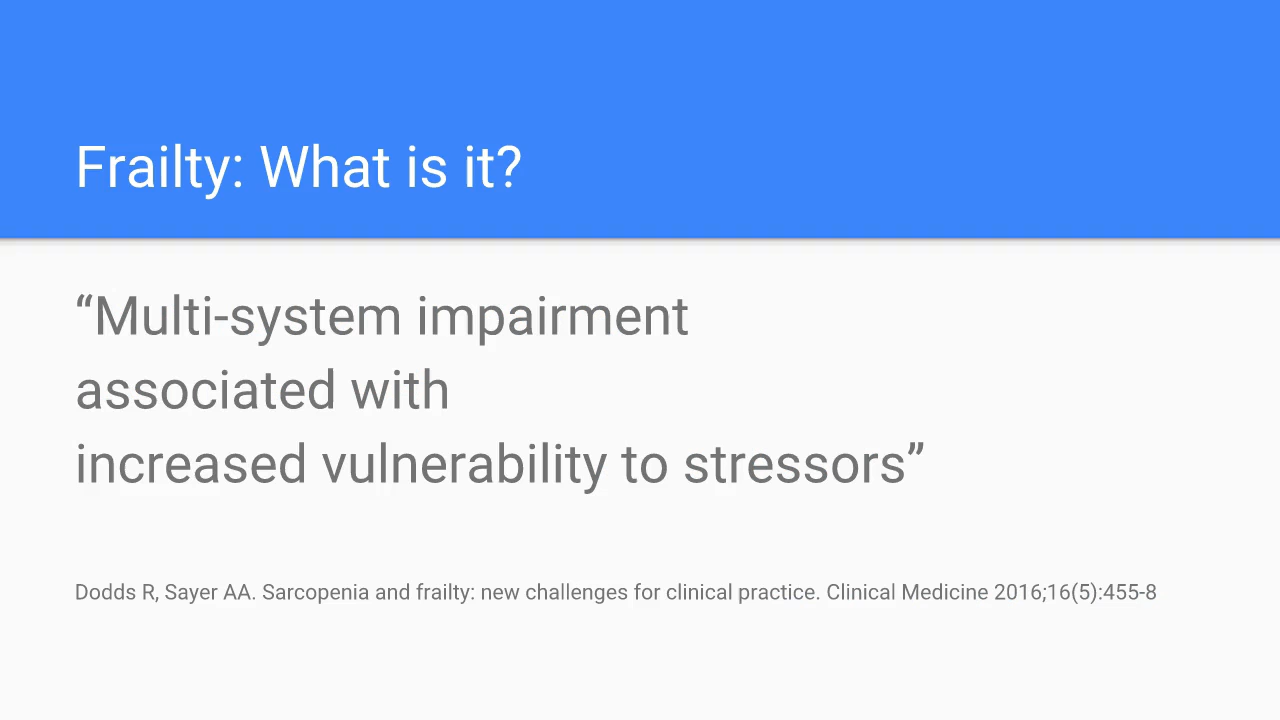 Frailty: What is it?
“Multi-system impairment
associated with
increased vulnerability to stressors”
Dodds R, Sayer AA. Sarcopenia and frailty: new challenges for clinical practice. Clinical Medicine 2016;16(5):455-8